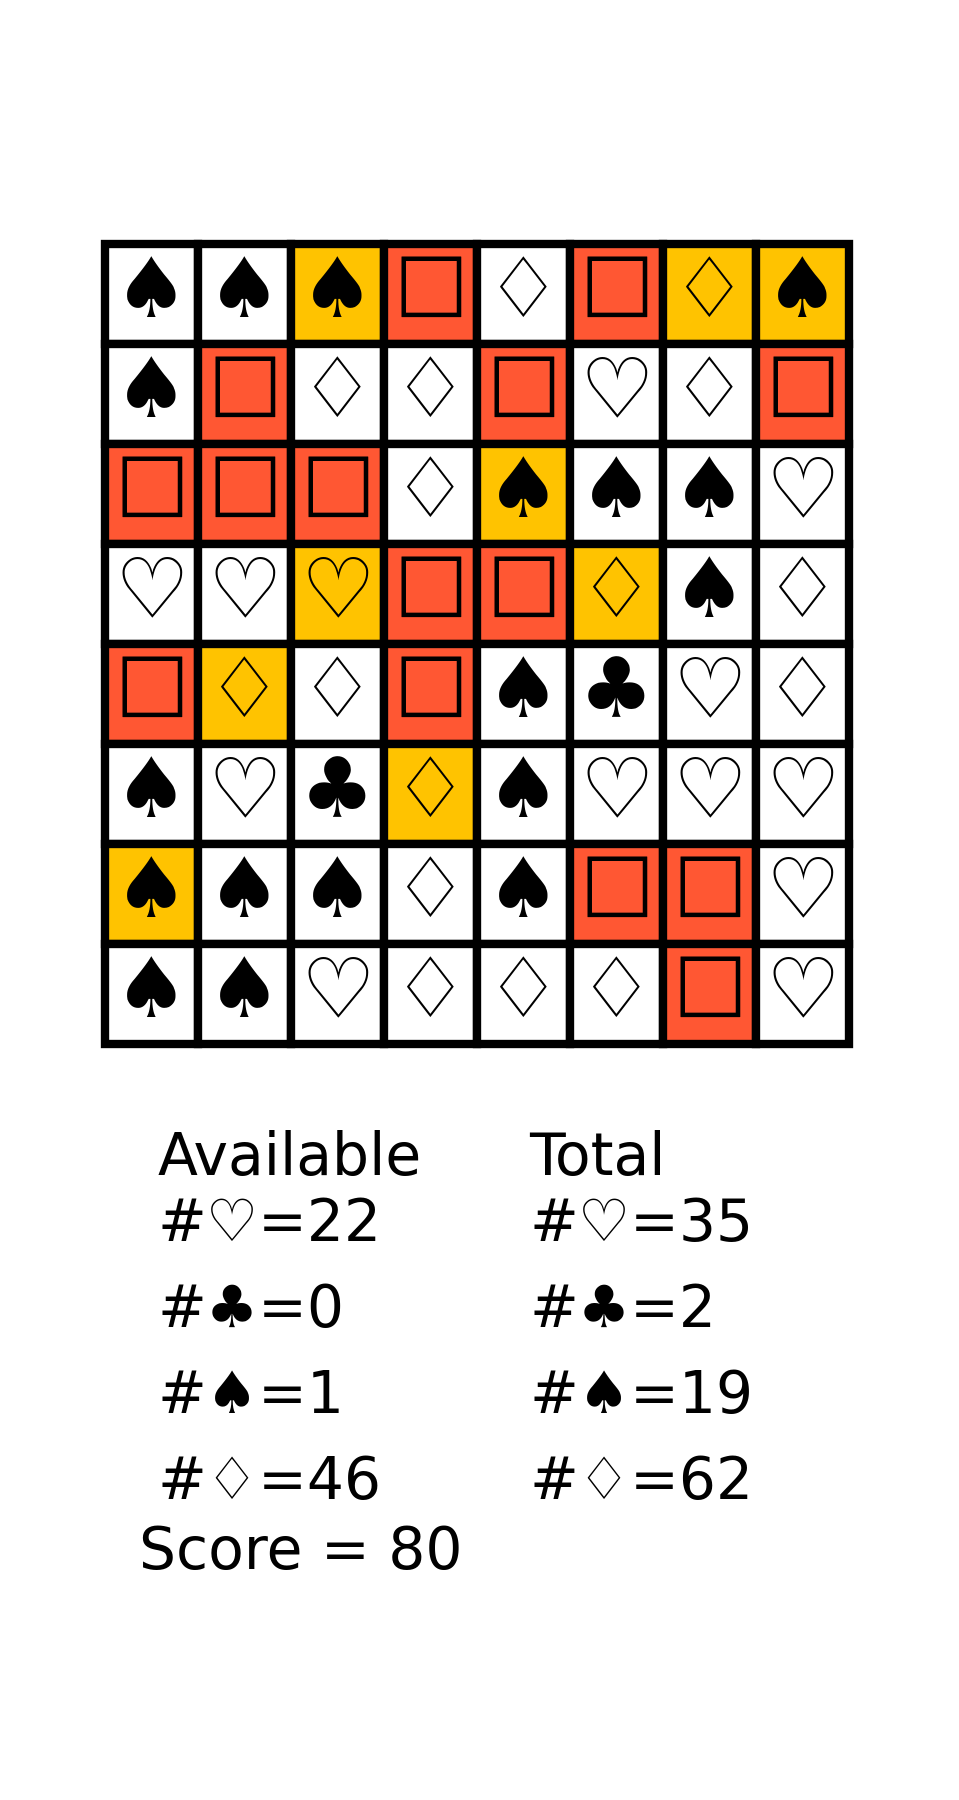 ♠ ♠ ♠ □ ♢ □ ♢ ♠
♠ □ ♢ ♢ □ ♡ ♢ □
□ □ □ ♢ ♠ ♠ ♠ ♡
♡ ♡ ♡ □ □ ♢ ♠ ♢
□ ♢ ♢ □ ♠ ♣ ♡ ♢
♠ ♡ ♣ ♢ ♠ ♡ ♡ ♡
♠ ♠ ♠ ♢ ♠ □ □ ♡
♠ ♠ ♡ ♢ ♢ ♢ □ ♡
Available Total
#♡=22 #♡=35
#♣=0 #♣=2
#♠=1 #♠=19
#♢=46 #♢=62
Score = 80